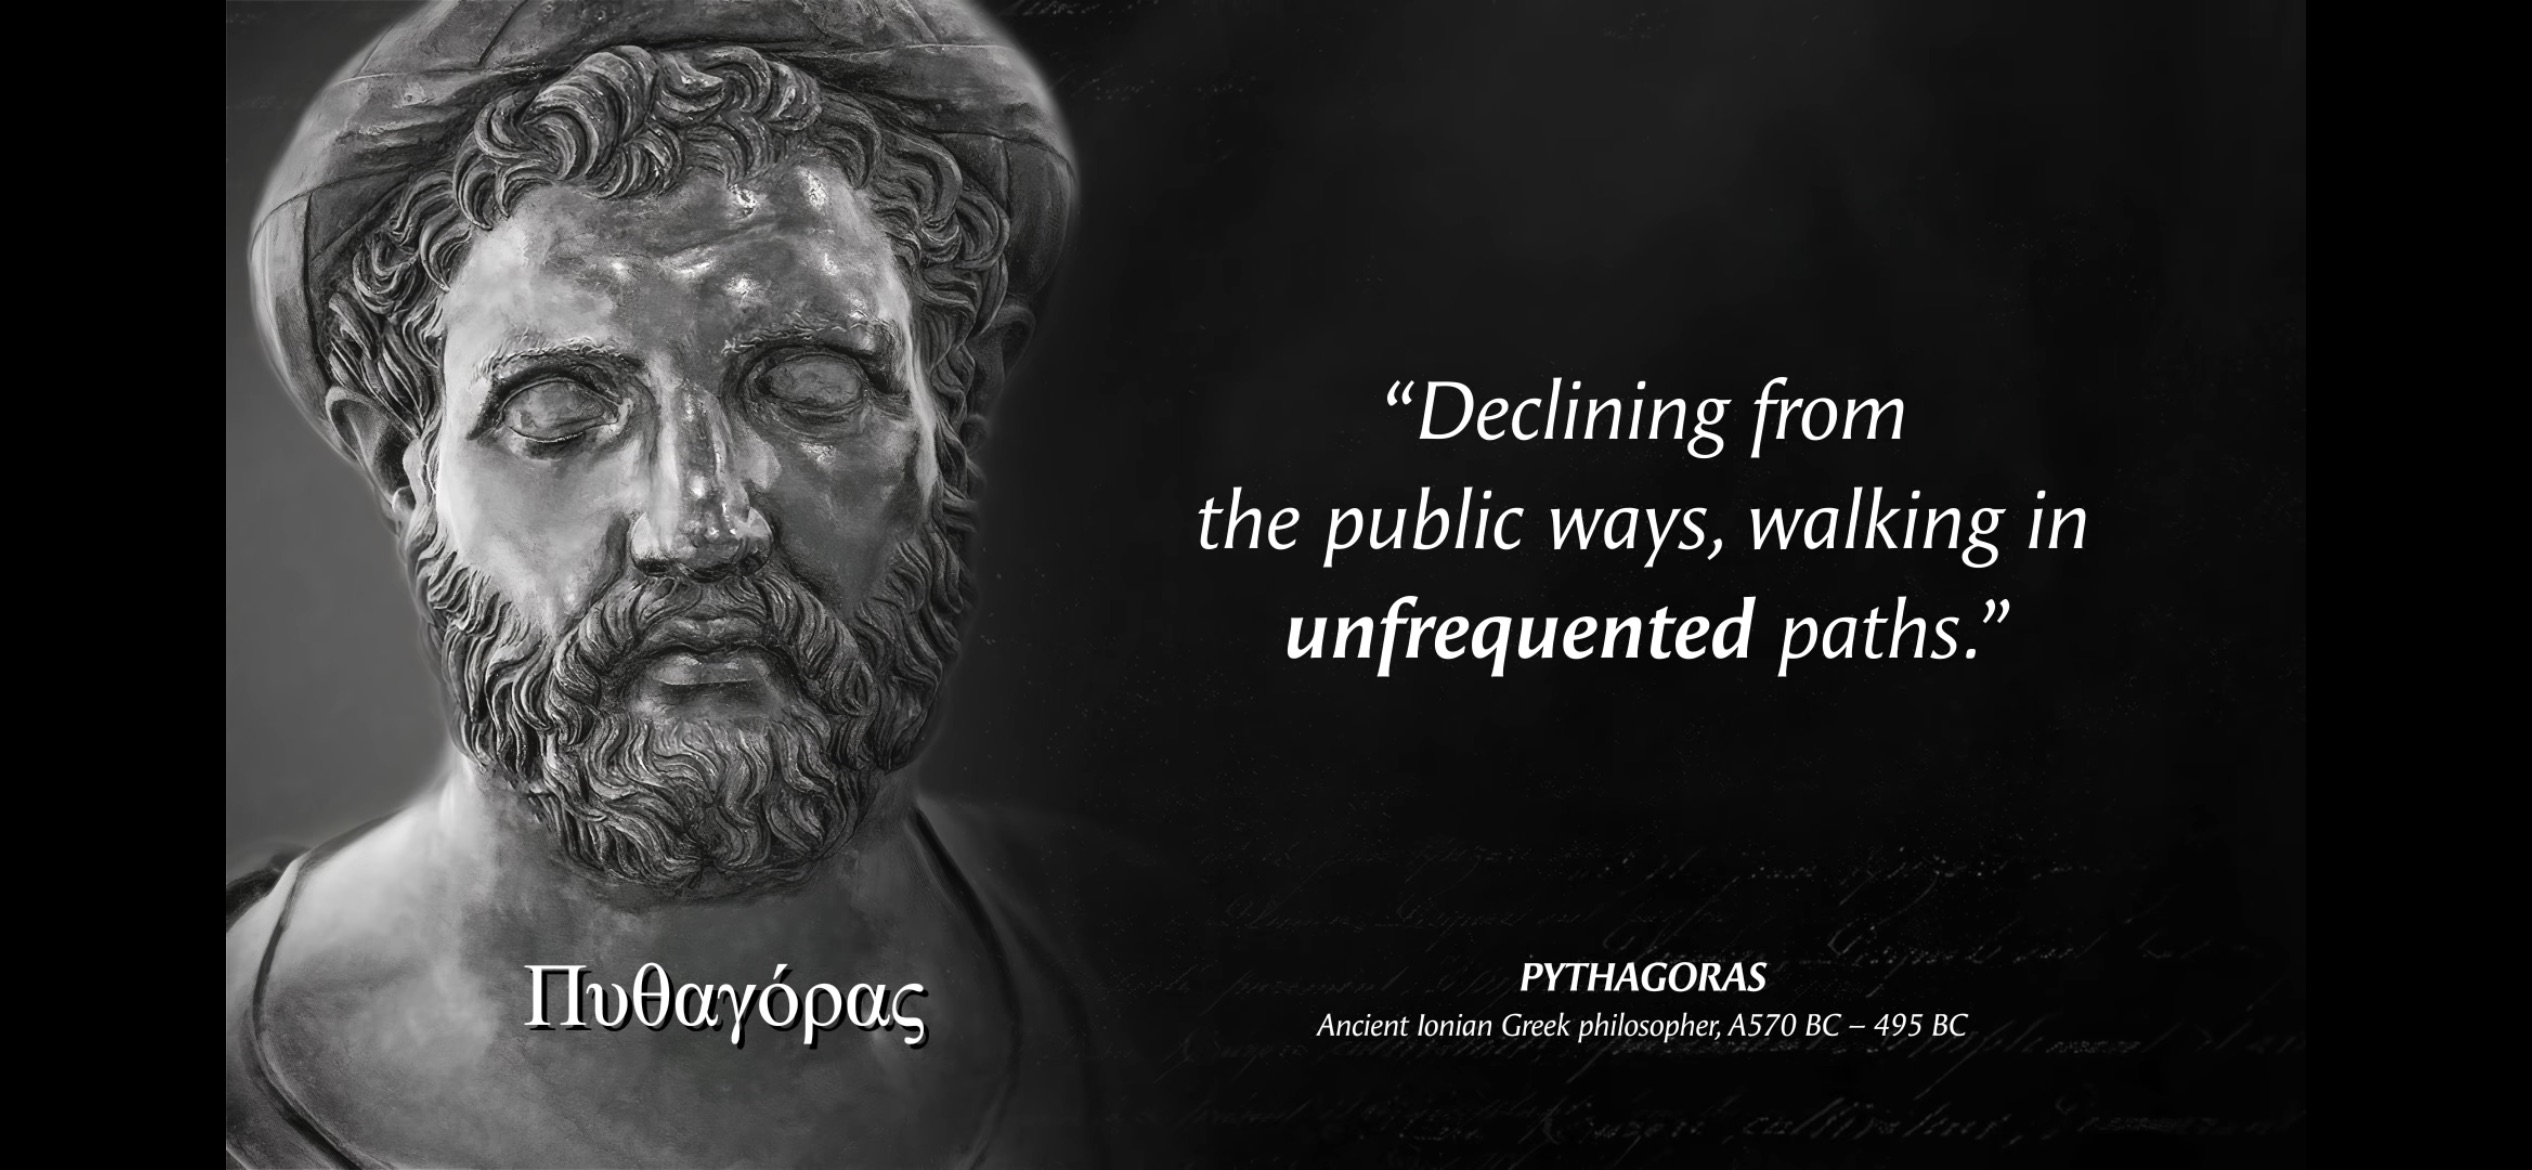 “Declining from
the public ways, walking in
unfrequented paths.”
Πυθαγόρας
PYTHAGORAS
Ancient Ionian Greek philosopher, A570 BC – 495 BC